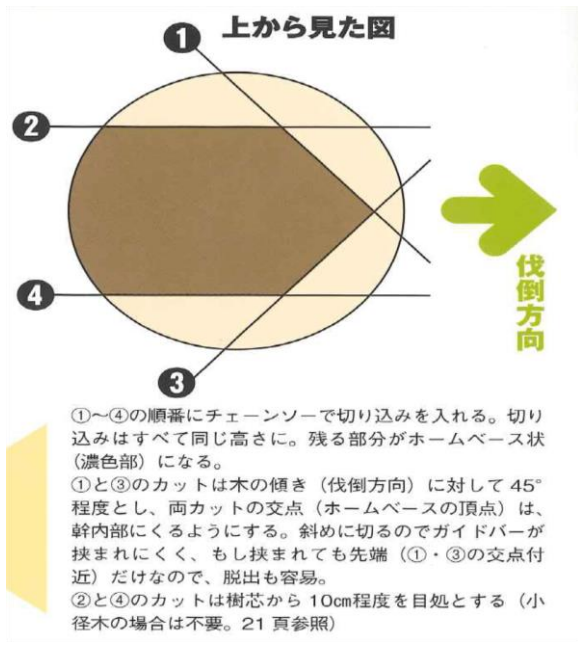 上から見た図
❶
❷
❸
❹
伐倒方向
①〜④の順番にチェーンソーで切り込みを入れる。切り
込みはすべて同じ高さに。残る部分がホームベース状
（濃色部）になる。
①と③のカットは木の傾き（伐倒方向）に対して 45°
程度とし、両カットの交点（ホームベースの頂点）は、
幹内部にくるようにする。斜めに切るのでガイドバーが
挟まれにくく、もし挟まれても先端（①・③の交点付
近）だけなので、脱出も容易。
②と④のカットは樹芯から 10㎝程度を目処とする（小
径木の場合は不要。21 頁参照）